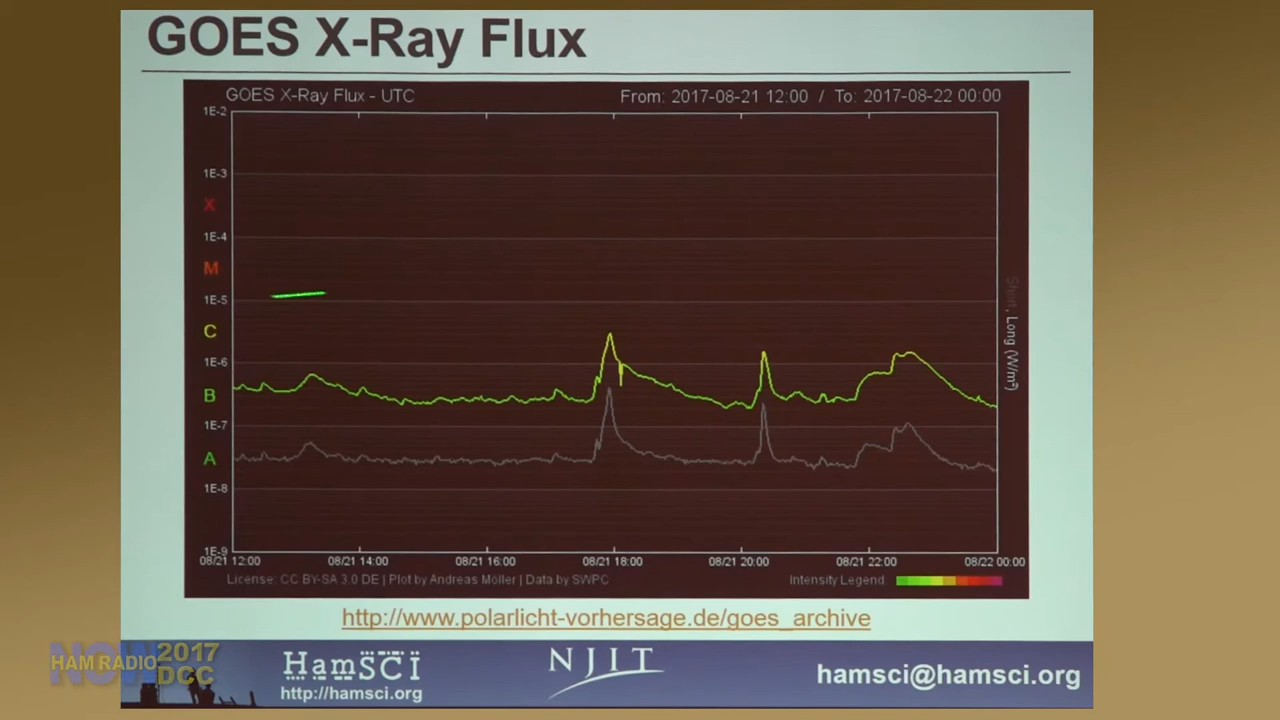 GOES X-Ray Flux
GOES X-Ray Flux - UTC
From: 2017-08-21 12:00 / To: 2017-08-22 00:00
1E-2
1E-3
X
1E-4
M
1E-5
C
1E-6
B
1E-7
A
1E-8
1E-9
Short, Long (W/m²)
08/21 12:00 08/21 14:00 08/21 16:00 08/21 18:00 08/21 20:00 08/21 22:00 08/22 00:00
License: CC BY-SA 3.0 DE | Plot by Andreas Möller | Data by SWPC
Intensity Legend:
http://www.polarlicht-vorhersage.de/goes_archive
NOW
HAM RADIO 2017
DCC
HamSCI
http://hamsci.org
NJIT
hamsci@hamsci.org